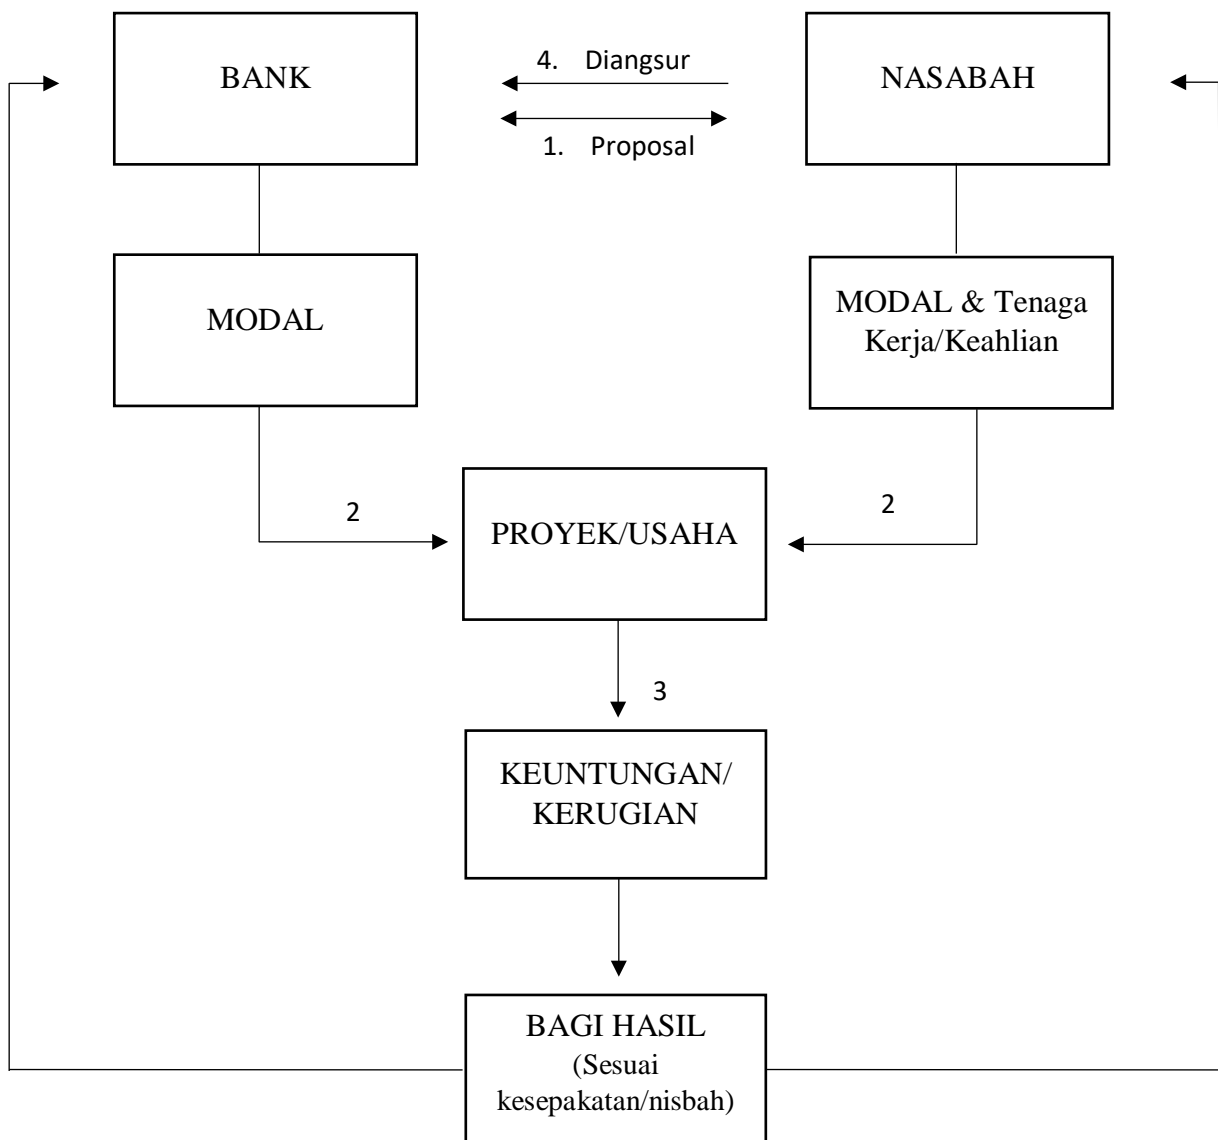 BANK
4. Diangsur
NASABAH
1. Proposal
MODAL
MODAL & Tenaga
Kerja/Keahlian
2
2
PROYEK/USAHA
3
KEUNTUNGAN/
KERUGIAN
BAGI HASIL
(Sesuai
kesepakatan/nisbah)